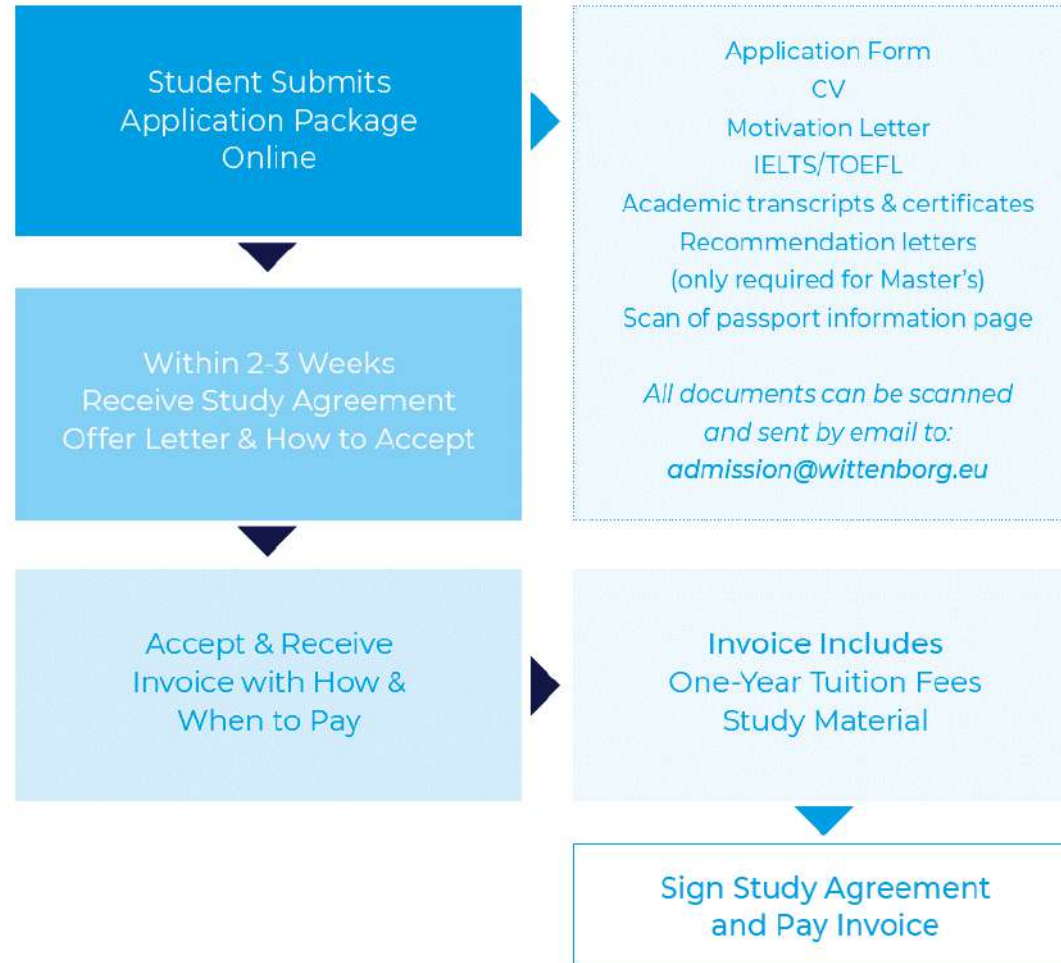 Student Submits
Application Package
Online
Application Form
CV
Motivation Letter
IELTS/TOEFL
Academic transcripts & certificates
Recommendation letters
(only required for Master's)
Scan of passport information page
All documents can be scanned
and sent by email to:
admission@wittenborg.eu
Within 2-3 Weeks
Receive Study Agreement
Offer Letter & How to Accept
Accept & Receive
Invoice with How &
When to Pay
Invoice Includes
One-Year Tuition Fees
Study Material
Sign Study Agreement
and Pay Invoice